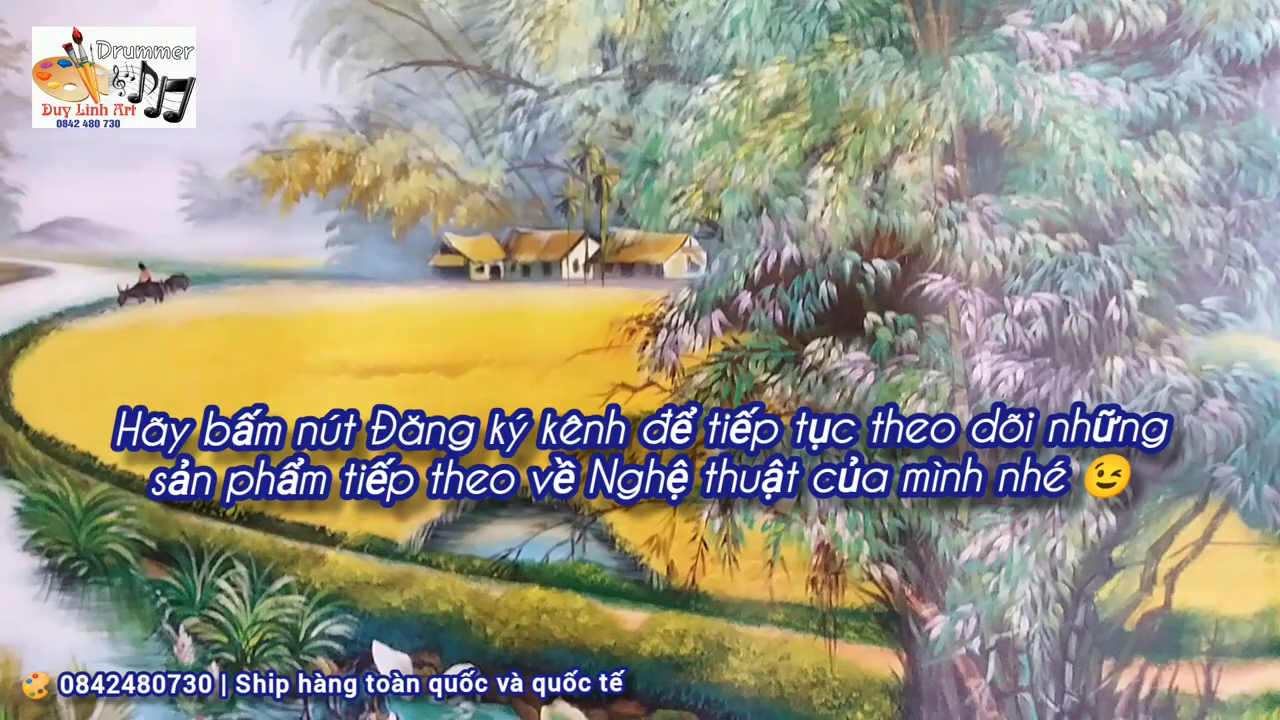 Drummer
Duy Linh Art
0842 480 730
Hãy bấm nút Đăng ký kênh để tiếp tục theo dõi những
sản phẩm tiếp theo về Nghệ thuật của mình nhé 😉
🎨 0842480730 | Ship hàng toàn quốc và quốc tế